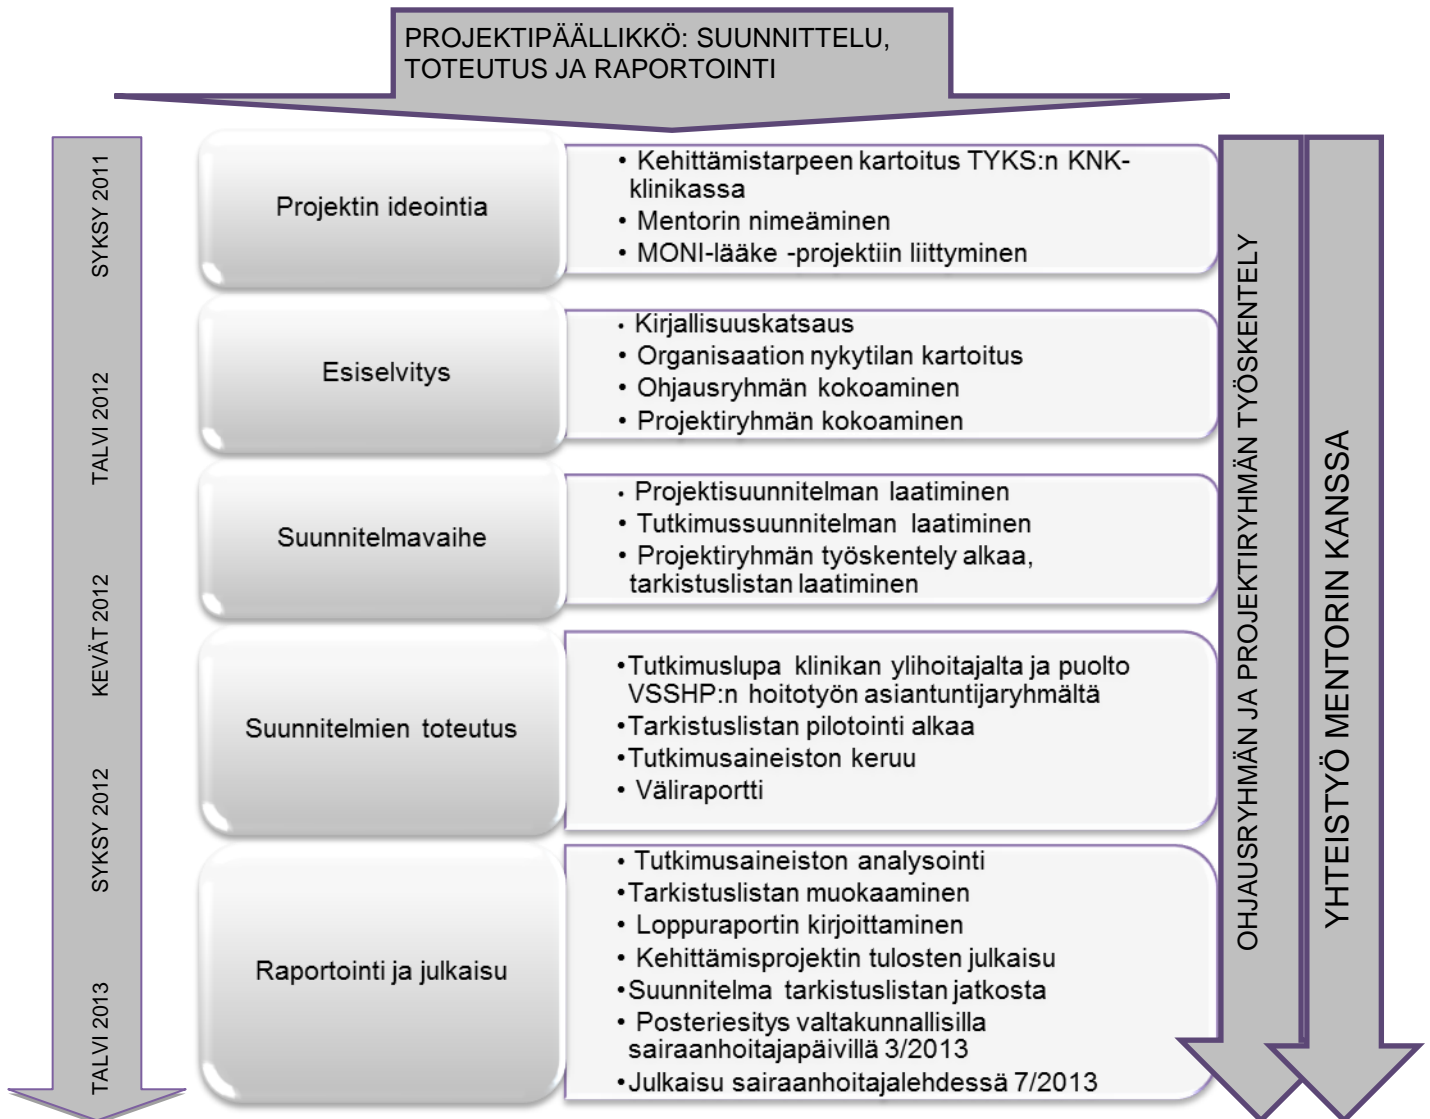 PROJEKTIPÄÄLLIKKÖ: SUUNNITTELU,
TOTEUTUS JA RAPORTOINTI
SYKSY 2011
TALVI 2012
KEVÄT 2012
SYKSY 2012
TALVI 2013
Projektin ideointia
• Kehittämistarpeen kartoitus TYKS:n KNK-
klinikassa
• Mentorin nimeäminen
• MONI-lääke -projektiin liittyminen
Esiselvitys
• Kirjallisuuskatsaus
• Organisaation nykytilan kartoitus
• Ohjausryhmän kokoaminen
• Projektiryhmän kokoaminen
Suunnitelmavaihe
• Projektisuunnitelman laatiminen
• Tutkimussuunnitelman laatiminen
• Projektiryhmän työskentely alkaa,
tarkistuslistan laatiminen
Suunnitelmien toteutus
•Tutkimuslupa klinikan ylihoitajalta ja puolto
VSSHP:n hoitotyön asiantuntijaryhmältä
•Tarkistuslistan pilotointi alkaa
•Tutkimusaineiston keruu
• Väliraportti
Raportointi ja julkaisu
• Tutkimusaineiston analysointi
•Tarkistuslistan muokaaminen
• Loppuraportin kirjoittaminen
• Kehittämisprojektin tulosten julkaisu
•Suunnitelma tarkistuslistan jatkosta
• Posteriesitys valtakunnallisilla
sairaanhoitajapäivillä 3/2013
•Julkaisu sairaanhoitajalehdessä 7/2013
OHJAUSRYHMÄN JA PROJEKTIRYHMÄN TYÖSKENTELY
YHTEISTYÖ MENTORIN KANSSA